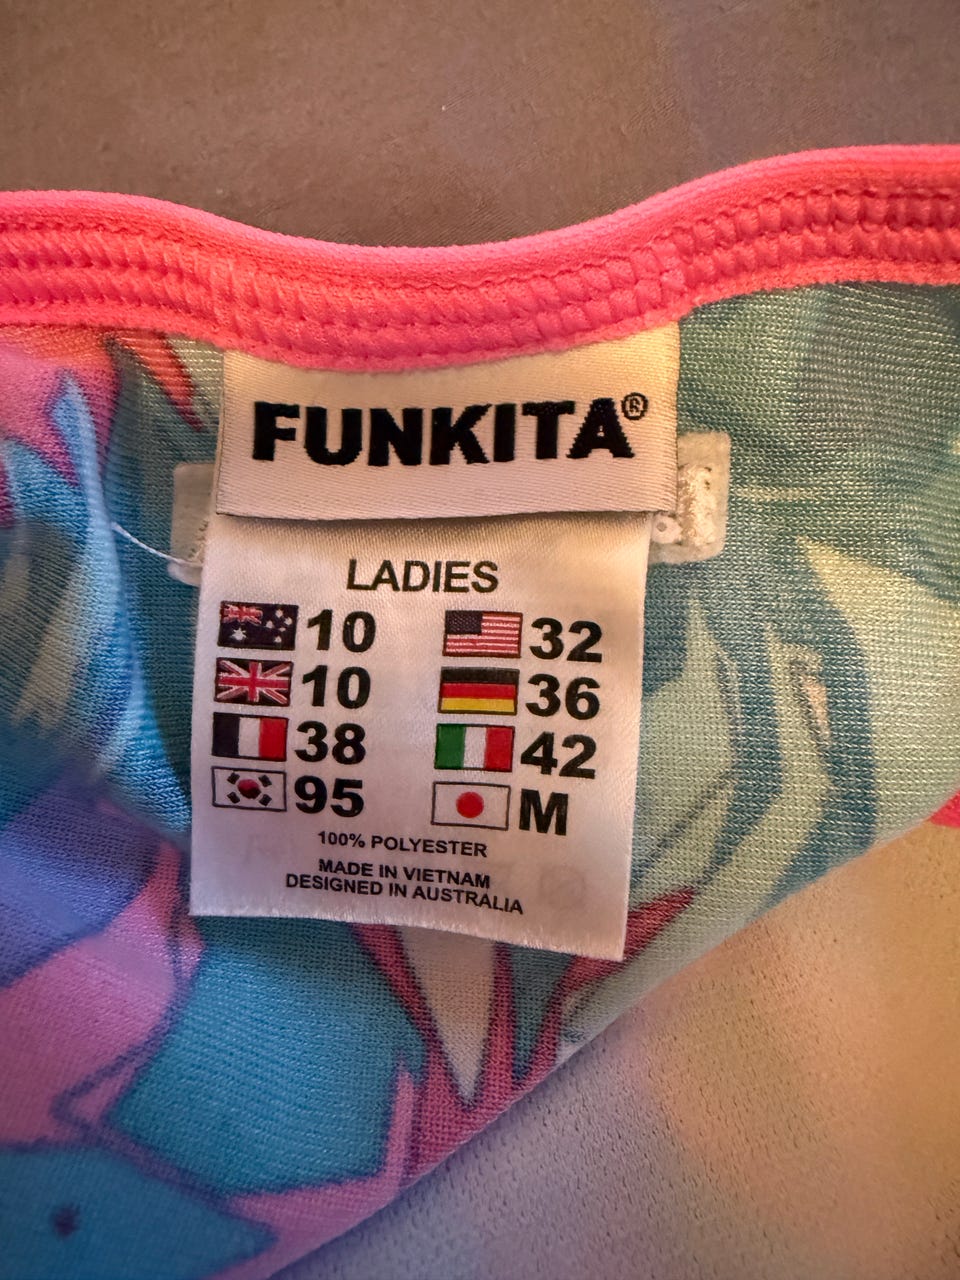 FUNKITA®
LADIES
10 32
10 36
38 42
95 M
100% POLYESTER
MADE IN VIETNAM
DESIGNED IN AUSTRALIA